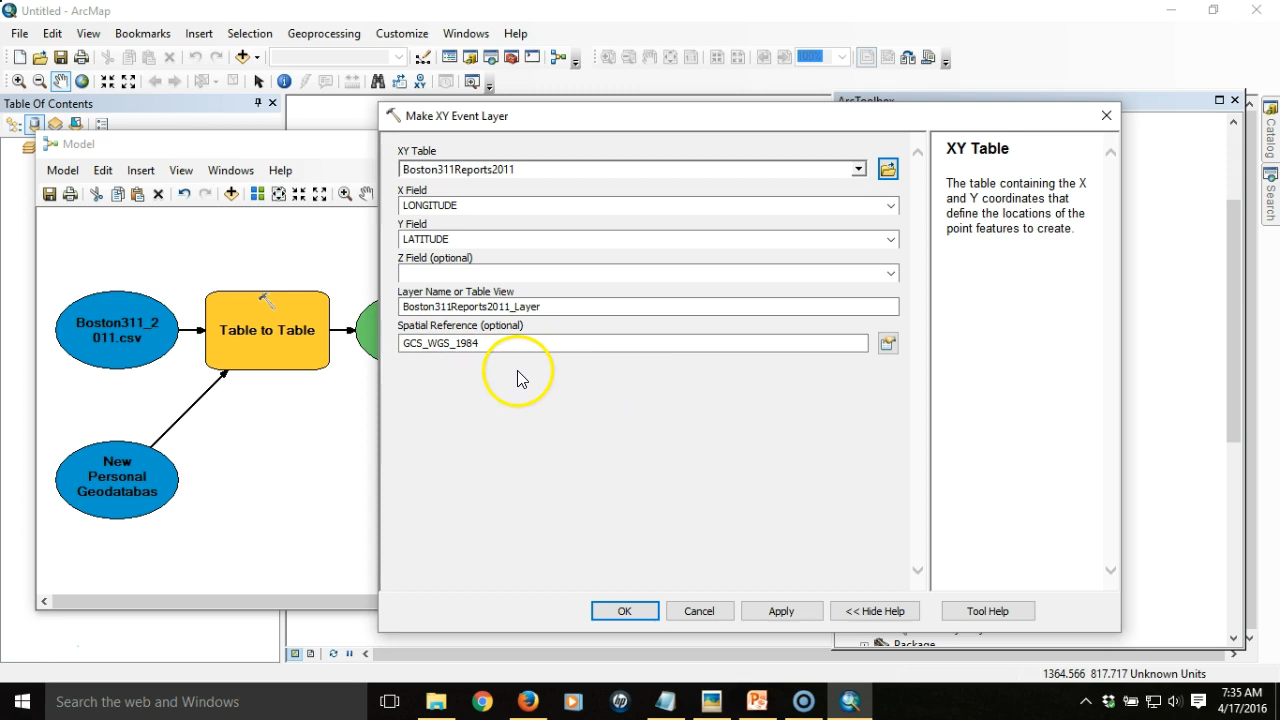 Untitled - ArcMap
File Edit View Bookmarks Insert Selection Geoprocessing Customize Windows Help
100%
Table Of Contents
Model
Model Edit Insert View Windows Help
Boston311_2
011.csv
Table to Table
New
Personal
Geodatabas
Make XY Event Layer
XY Table
Boston311Reports2011
X Field
LONGITUDE
Y Field
LATITUDE
Z Field (optional)
Layer Name or Table View
Boston311Reports2011_Layer
Spatial Reference (optional)
GCS_WGS_1984
OK Cancel Apply << Hide Help Tool Help
XY Table
The table containing the X
and Y coordinates that
define the locations of the
point features to create.
ArcToolbox
Catalog
Search
Package
1364.566 817.717 Unknown Units
Search the web and Windows
7:35 AM
4/17/2016